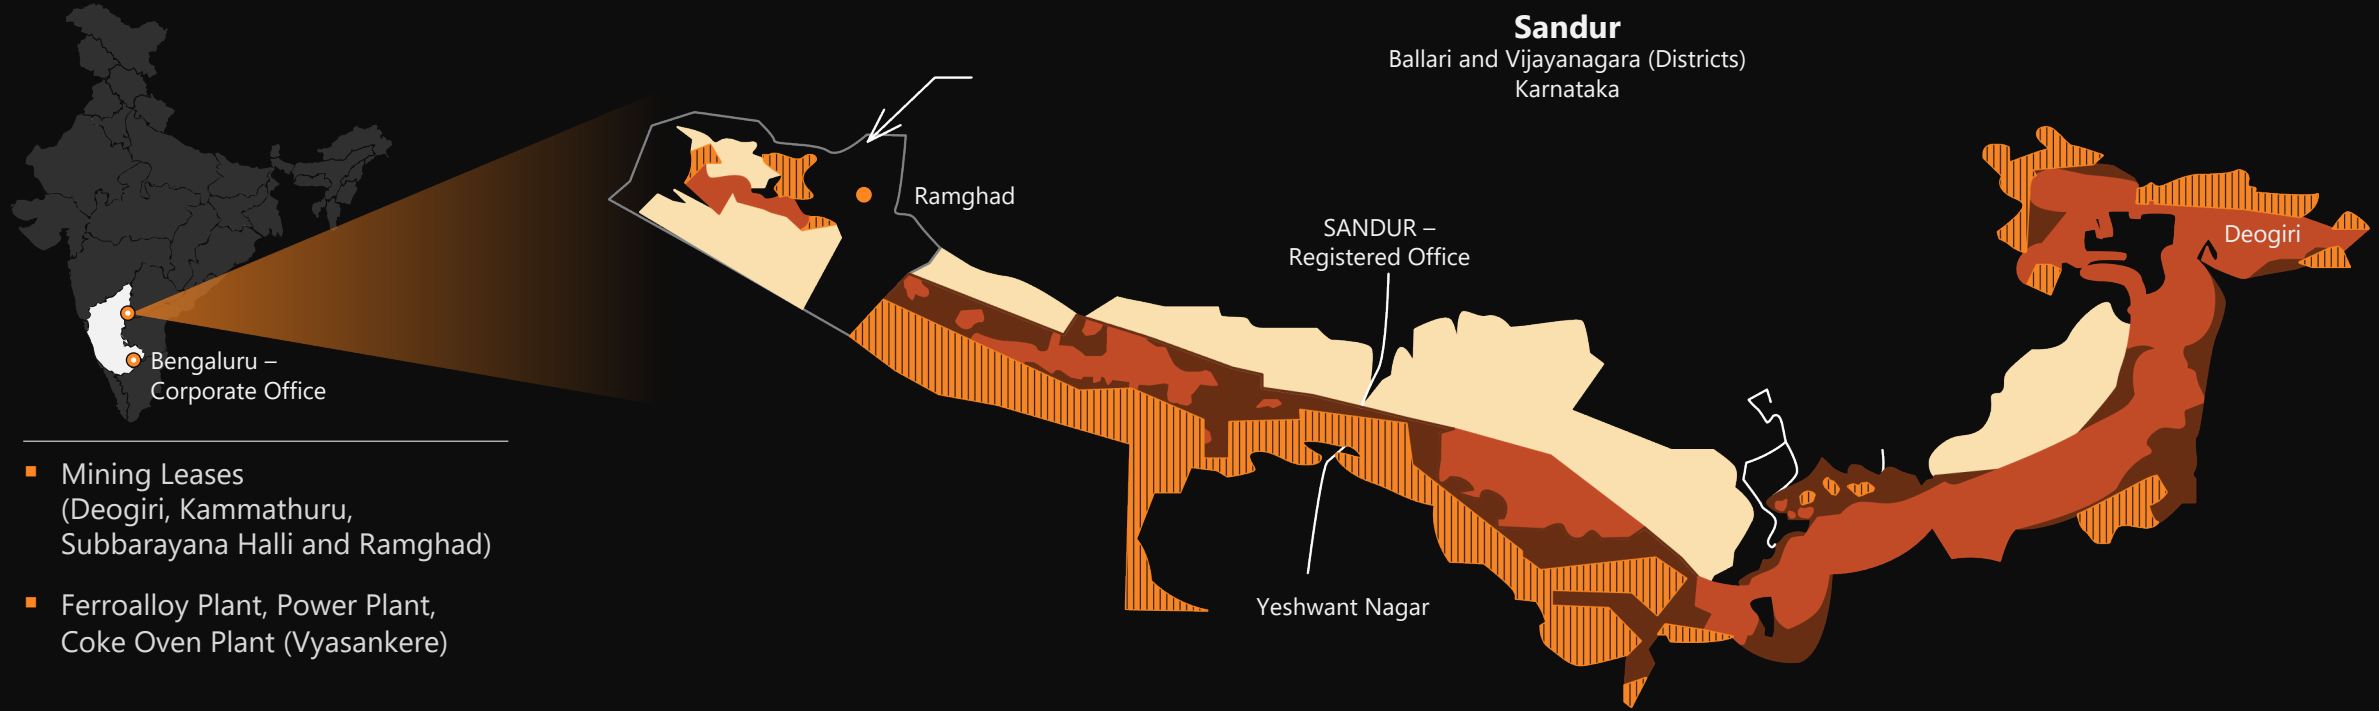 Sandur
Ballari and Vijayanagara (Districts)
Karnataka
Ramghad
SANDUR –
Registered Office
Deogiri
Bengaluru –
Corporate Office
Yeshwant Nagar
Mining Leases
(Deogiri, Kammathuru,
Subbarayana Halli and Ramghad)
Ferroalloy Plant, Power Plant,
Coke Oven Plant (Vyasankere)